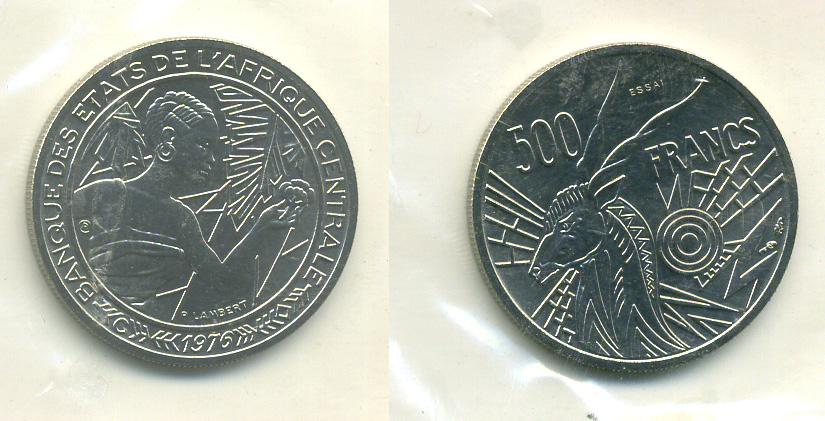 BANQUE DES ETATS DE L'AFRIQUE CENTRALE
P LAMBERT
1976
ESSAI
500 FRANCS